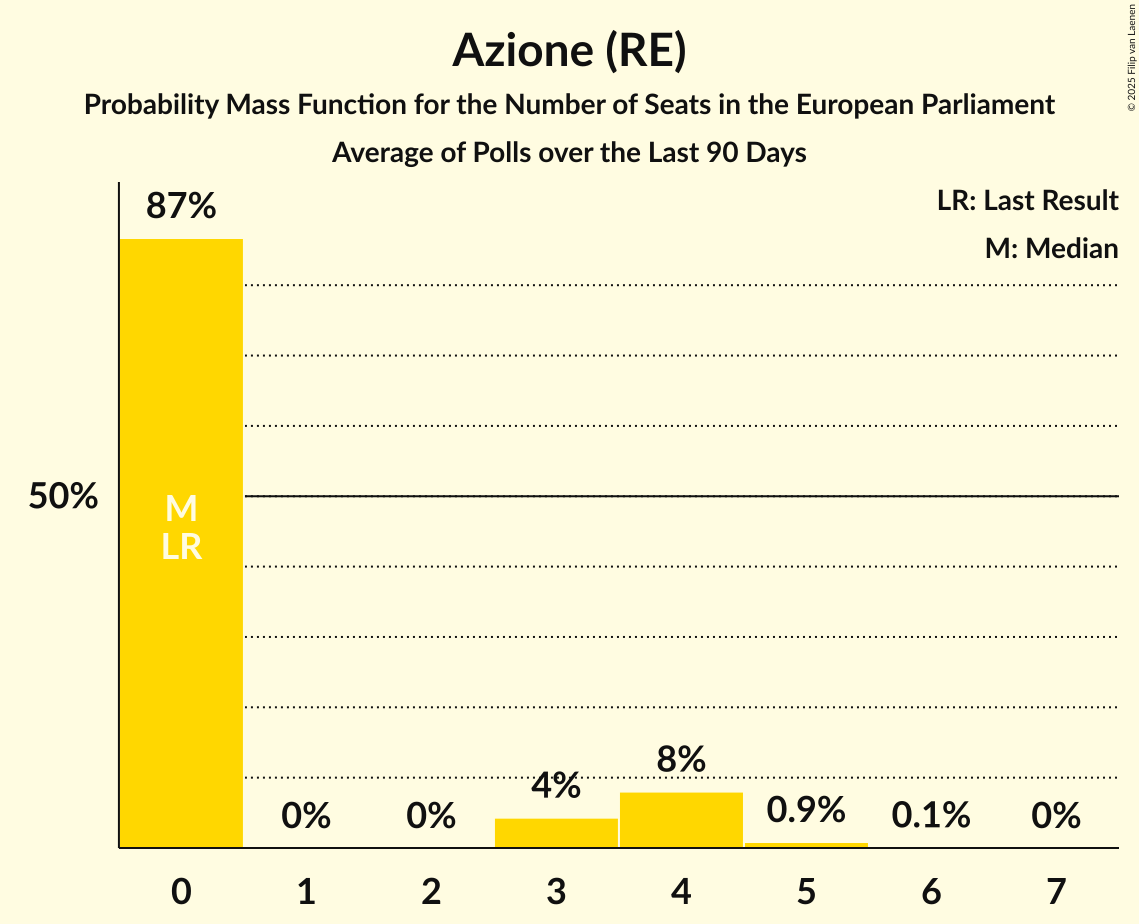 Azione (RE)
Probability Mass Function for the Number of Seats in the European Parliament
Average of Polls over the Last 90 Days
© 2025 Filip van Laenen
LR: Last Result
M: Median
87%
50%
M
LR
0%
0%
4%
8%
0.9%
0.1%
0%
0
1
2
3
4
5
6
7